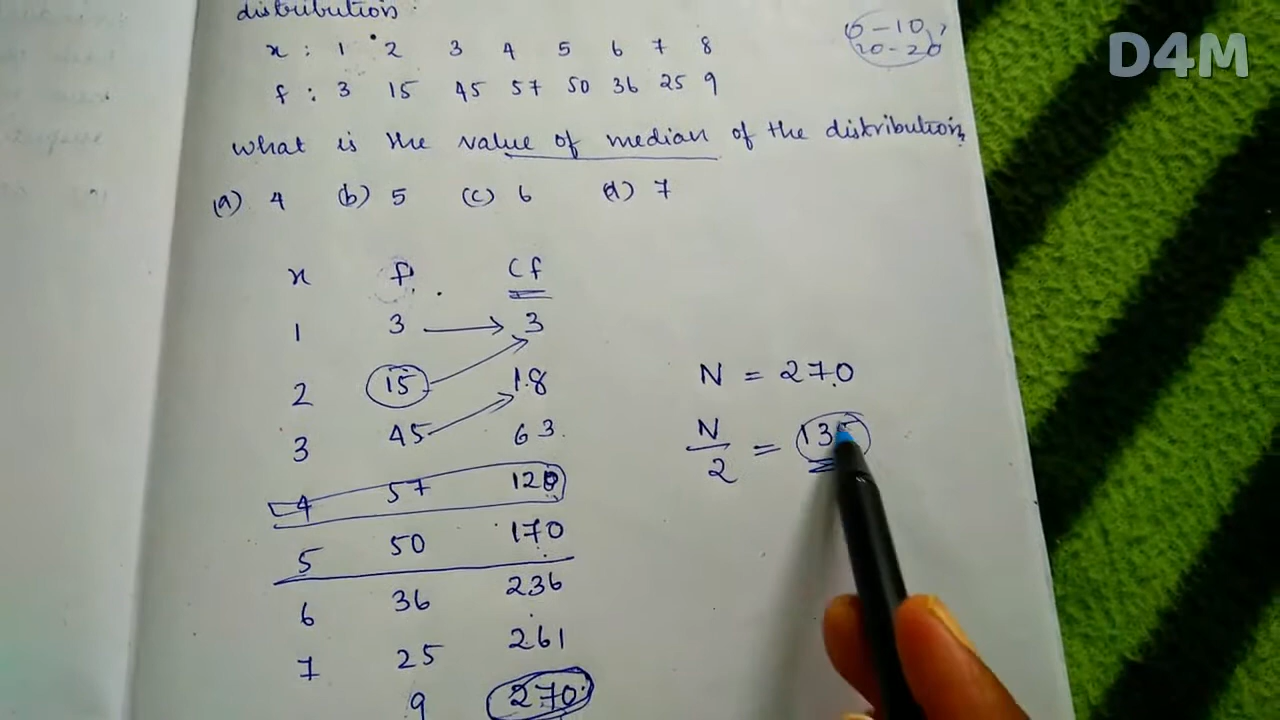 distribution:
6-10,
10-20
D4M
x : 1 2 3 4 5 6 7 8
f : 3 15 45 57 50 36 25 9
what is the value of median of the distribution,
(a) 4 (b) 5 (c) 6 (d) 7
x f Cf
1 3 3
2 15 18
3 45 63
N = 270
4 57 120
N/2 = 135
5 50 170
6 36 236
7 25 261
9 270